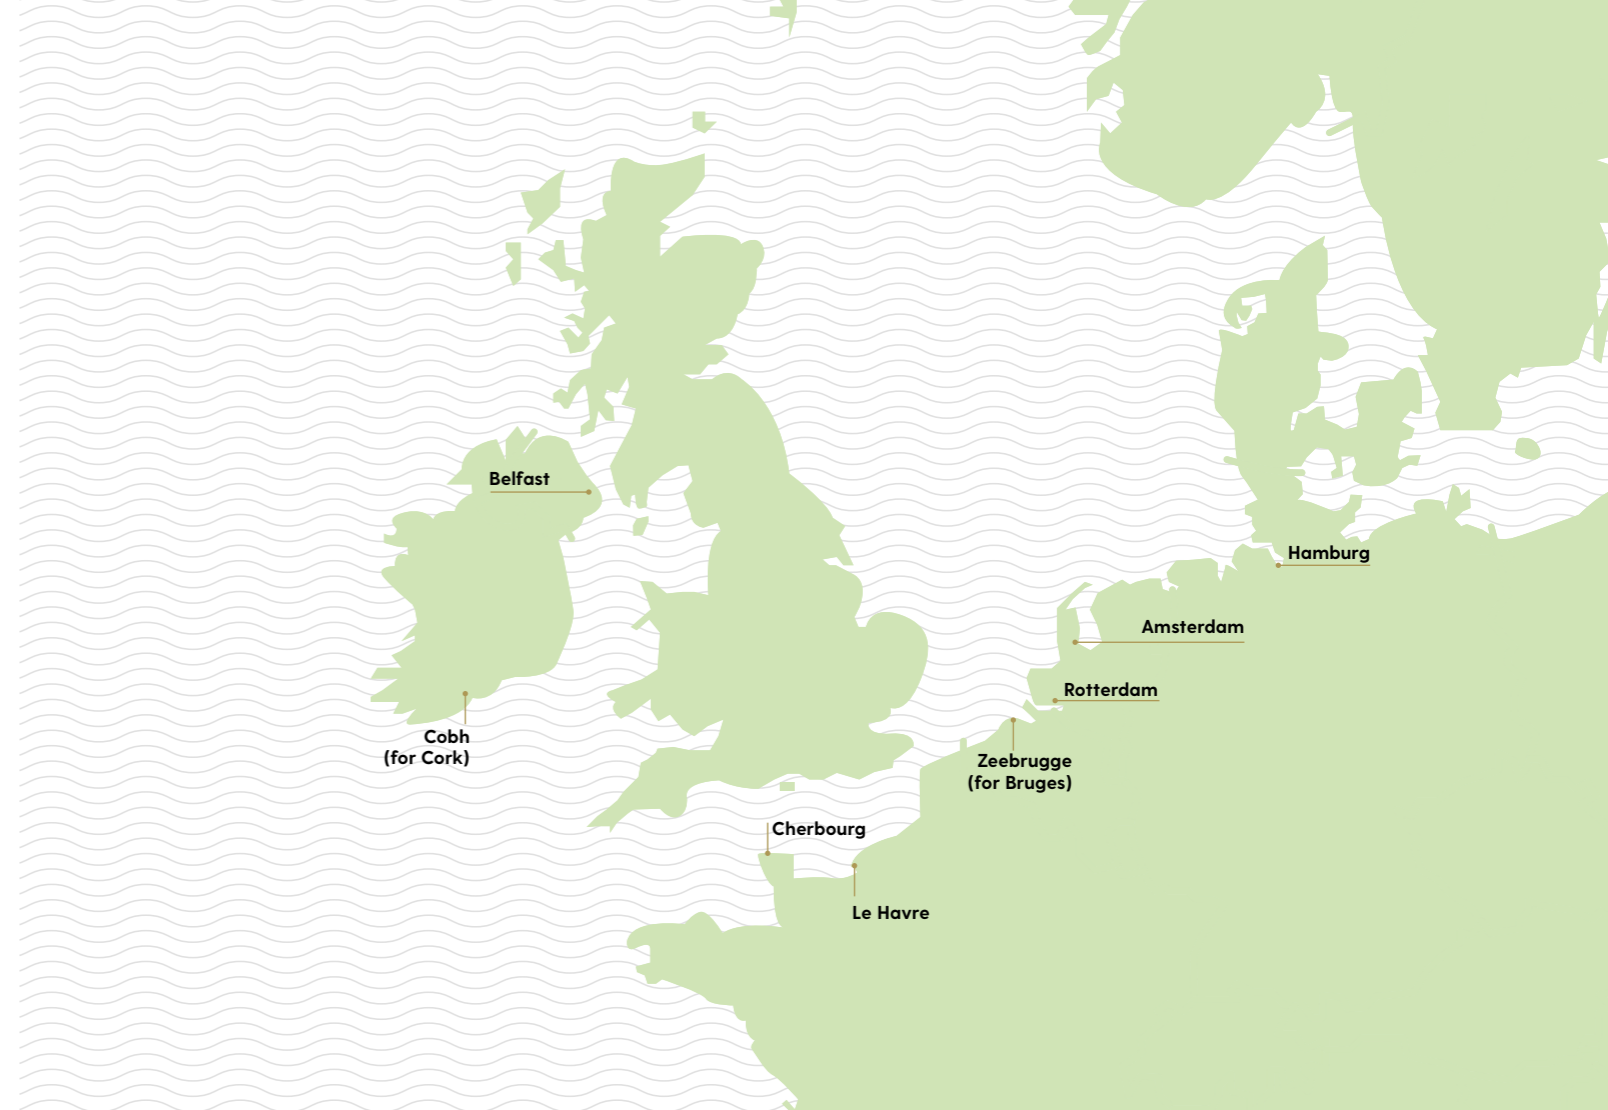 Belfast
Hamburg
Amsterdam
Rotterdam
Cobh
(for Cork)
Zeebrugge
(for Bruges)
Cherbourg
Le Havre